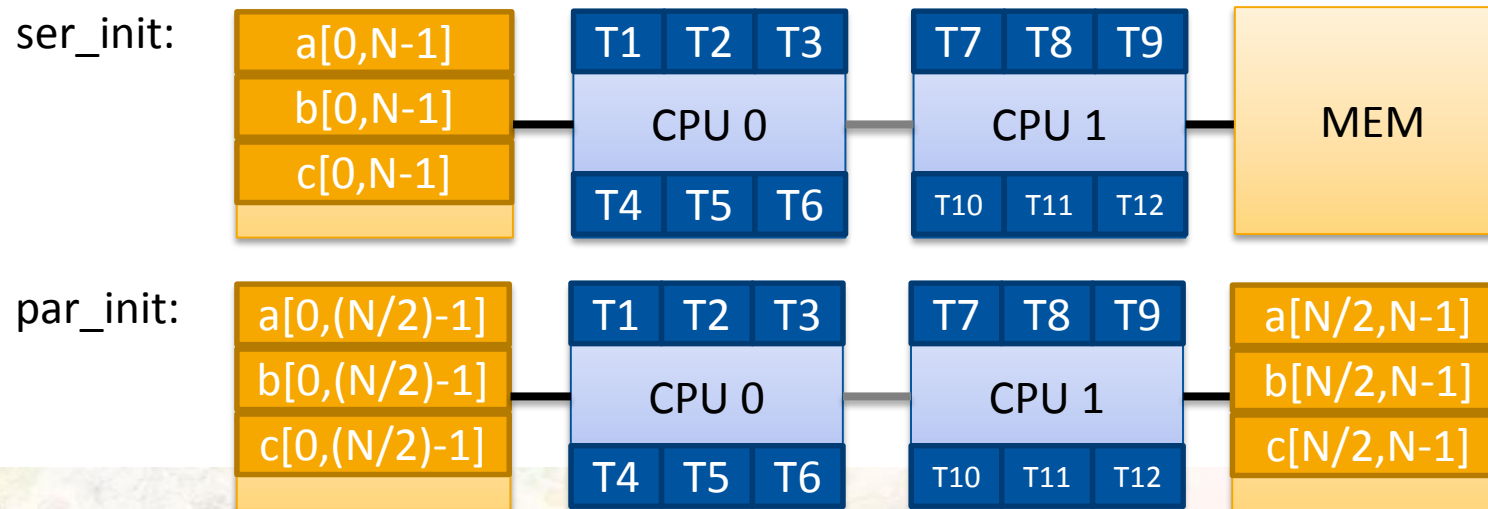 ser_init:
a[0,N-1]
b[0,N-1]
c[0,N-1]
T1 T2 T3
CPU 0
T4 T5 T6
T7 T8 T9
CPU 1
T10 T11 T12
MEM
par_init:
a[0,(N/2)-1]
b[0,(N/2)-1]
c[0,(N/2)-1]
T1 T2 T3
CPU 0
T4 T5 T6
T7 T8 T9
CPU 1
T10 T11 T12
a[N/2,N-1]
b[N/2,N-1]
c[N/2,N-1]